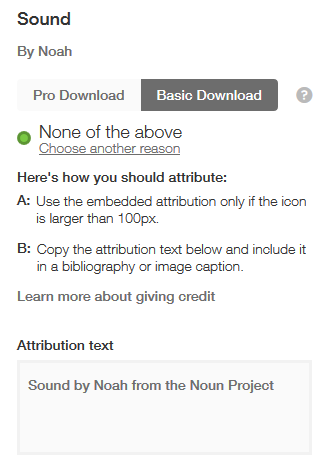 Sound
By Noah
Pro Download Basic Download ?
None of the above
Choose another reason
Here's how you should attribute:
A: Use the embedded attribution only if the icon
is larger than 100px.
B: Copy the attribution text below and include it
in a bibliography or image caption.
Learn more about giving credit
Attribution text
Sound by Noah from the Noun Project